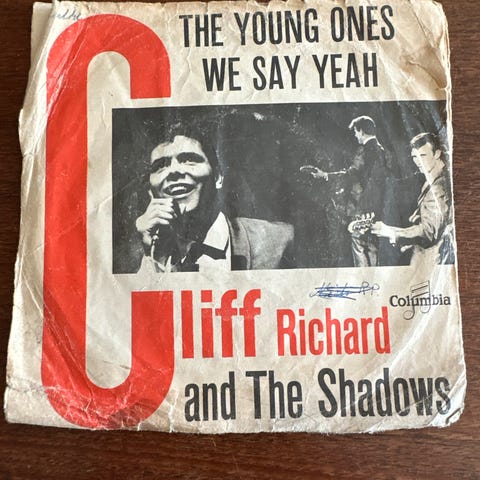 THE YOUNG ONES
WE SAY YEAH
Cliff Richard
and The Shadows
R.P.
Columbia